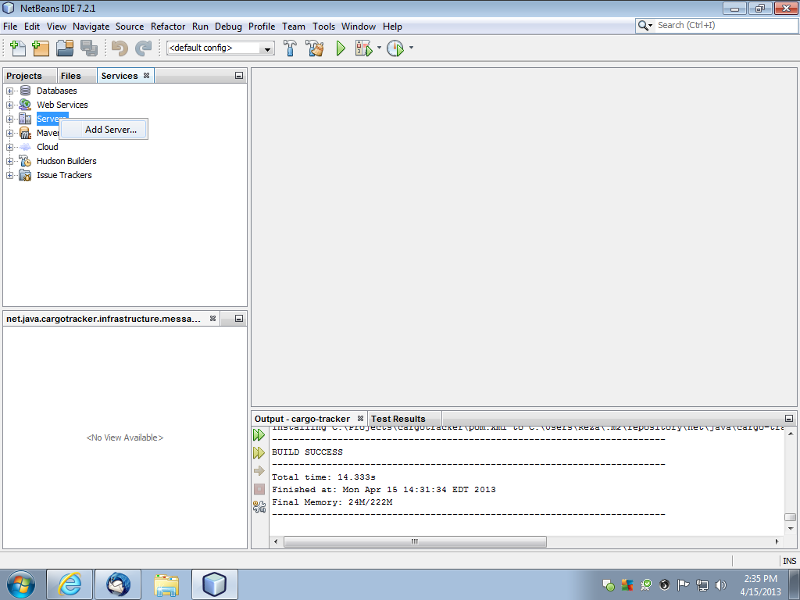 NetBeans IDE 7.2.1
File Edit View Navigate Source Refactor Run Debug Profile Team Tools Window Help
Search (Ctrl+I)
<default config>
Projects Files Services
Databases
Web Services
Add Server...
Cloud
Hudson Builders
Issue Trackers
net.java.cargotracker.infrastructure.messa...
<No View Available>
Output - cargo-tracker Test Results
Installing C:\Projects\cargotracker\pom.xml to C:\Users\Reza\.m2\repository\net\java\cargo-tra
------------------------------------------------------------------------
BUILD SUCCESS
------------------------------------------------------------------------
Total time: 14.333s
Finished at: Mon Apr 15 14:31:34 EDT 2013
Final Memory: 24M/222M
------------------------------------------------------------------------
INS
2:35 PM
4/15/2013